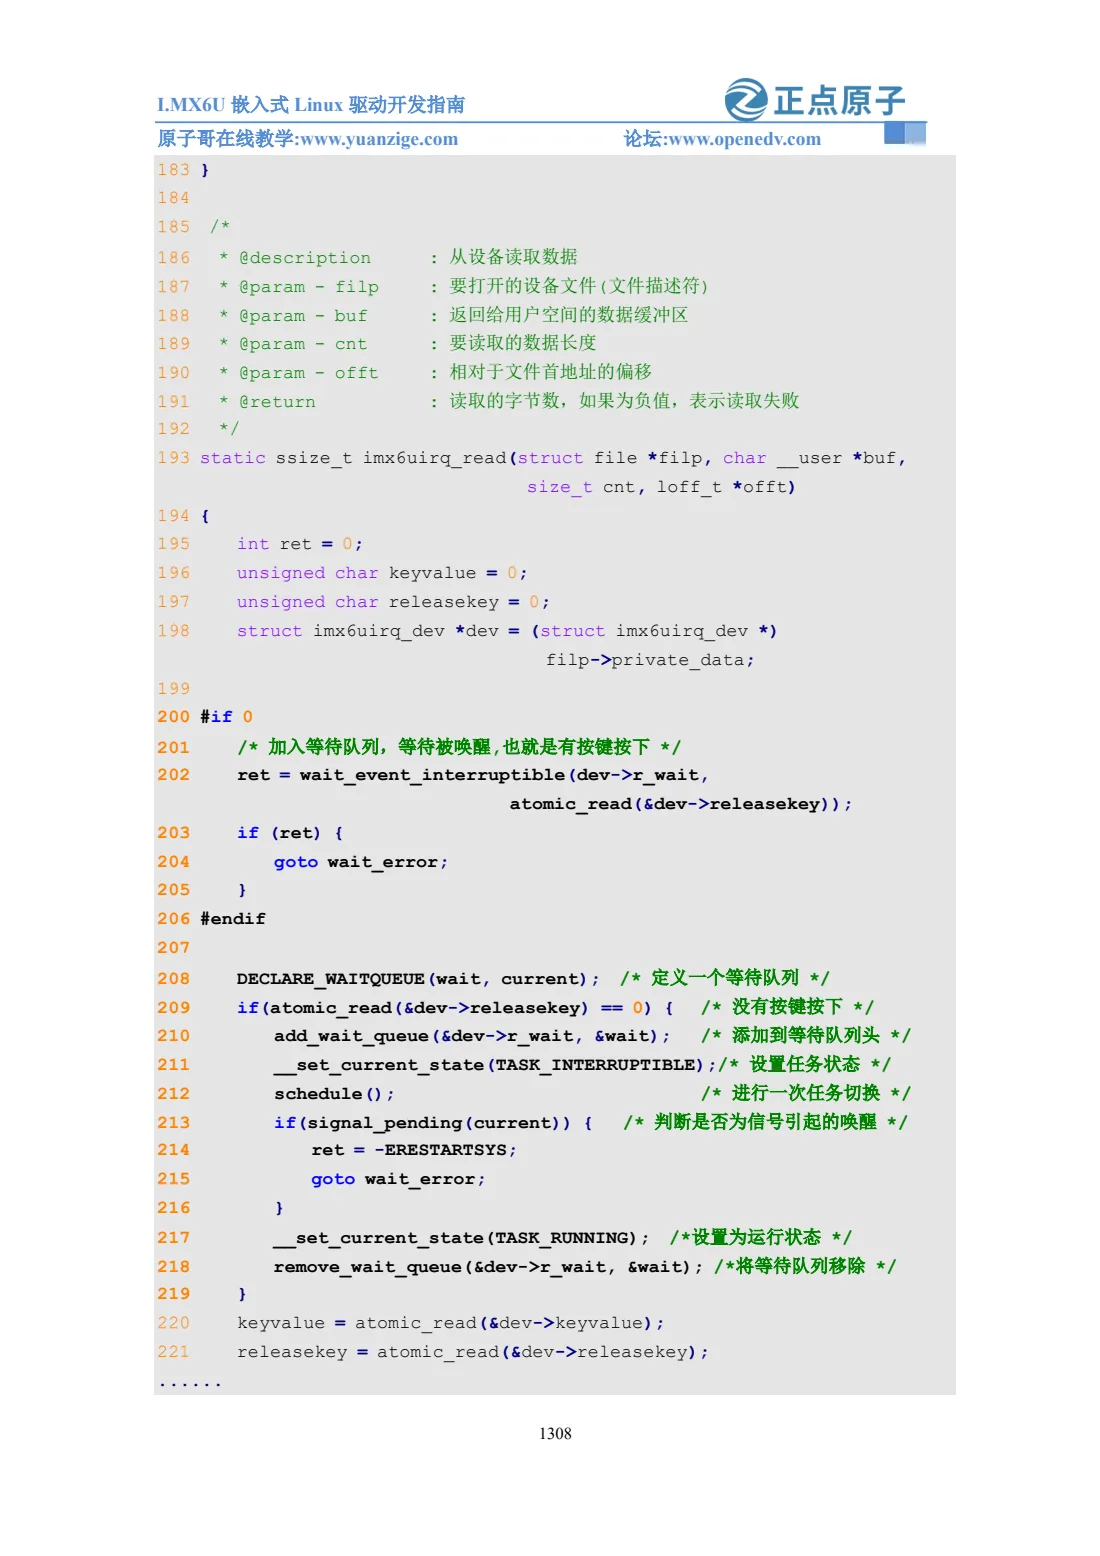 I.MX6U 嵌入式 Linux 驱动开发指南
正点原子
原子哥在线教学:www.yuanzige.com 论坛:www.openedv.com
183 }
184
185 /*
186 * @description : 从设备读取数据
187 * @param - filp : 要打开的设备文件(文件描述符)
188 * @param - buf : 返回给用户空间的数据缓冲区
189 * @param - cnt : 要读取的数据长度
190 * @param - offt : 相对于文件首地址的偏移
191 * @return : 读取的字节数，如果为负值，表示读取失败
192 */
193 static ssize_t imx6uirq_read(struct file *filp, char __user *buf,
size_t cnt, loff_t *offt)
194 {
195 int ret = 0;
196 unsigned char keyvalue = 0;
197 unsigned char releasekey = 0;
198 struct imx6uirq_dev *dev = (struct imx6uirq_dev *)
filp->private_data;
199
200 #if 0
201 /* 加入等待队列，等待被唤醒,也就是有按键按下 */
202 ret = wait_event_interruptible(dev->r_wait,
atomic_read(&dev->releasekey));
203 if (ret) {
204 goto wait_error;
205 }
206 #endif
207
208 DECLARE_WAITQUEUE(wait, current); /* 定义一个等待队列 */
209 if(atomic_read(&dev->releasekey) == 0) { /* 没有按键按下 */
210 add_wait_queue(&dev->r_wait, &wait); /* 添加到等待队列头 */
211 __set_current_state(TASK_INTERRUPTIBLE);/* 设置任务状态 */
212 schedule(); /* 进行一次任务切换 */
213 if(signal_pending(current)) { /* 判断是否为信号引起的唤醒 */
214 ret = -ERESTARTSYS;
215 goto wait_error;
216 }
217 __set_current_state(TASK_RUNNING); /*设置为运行状态 */
218 remove_wait_queue(&dev->r_wait, &wait); /*将等待队列移除 */
219 }
220 keyvalue = atomic_read(&dev->keyvalue);
221 releasekey = atomic_read(&dev->releasekey);
......
1308